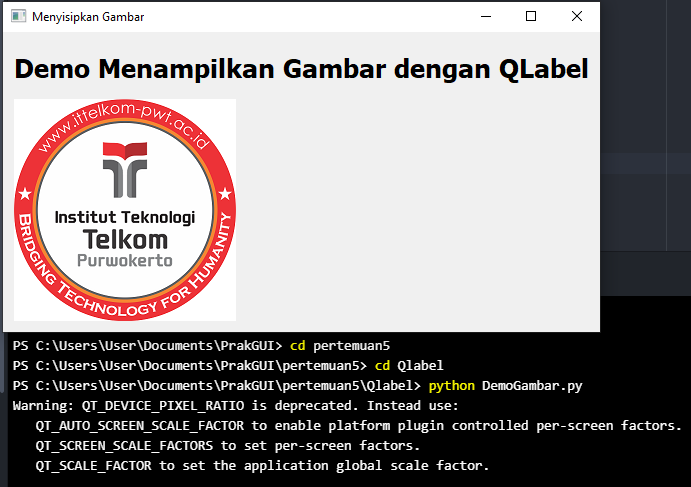 Menyisipkan Gambar
Demo Menampilkan Gambar dengan QLabel
www.ittelkom-pwt.ac.id
Institut Teknologi
Telkom
Purwokerto
BRIDGING TECHNOLOGY FOR HUMANITY
PS C:\Users\User\Documents\PrakGUI> cd pertemuan5
PS C:\Users\User\Documents\PrakGUI\pertemuan5> cd Qlabel
PS C:\Users\User\Documents\PrakGUI\pertemuan5\Qlabel> python DemoGambar.py
Warning: QT_DEVICE_PIXEL_RATIO is deprecated. Instead use:
   QT_AUTO_SCREEN_SCALE_FACTOR to enable platform plugin controlled per-screen factors.
   QT_SCREEN_SCALE_FACTORS to set per-screen factors.
   QT_SCALE_FACTOR to set the application global scale factor.